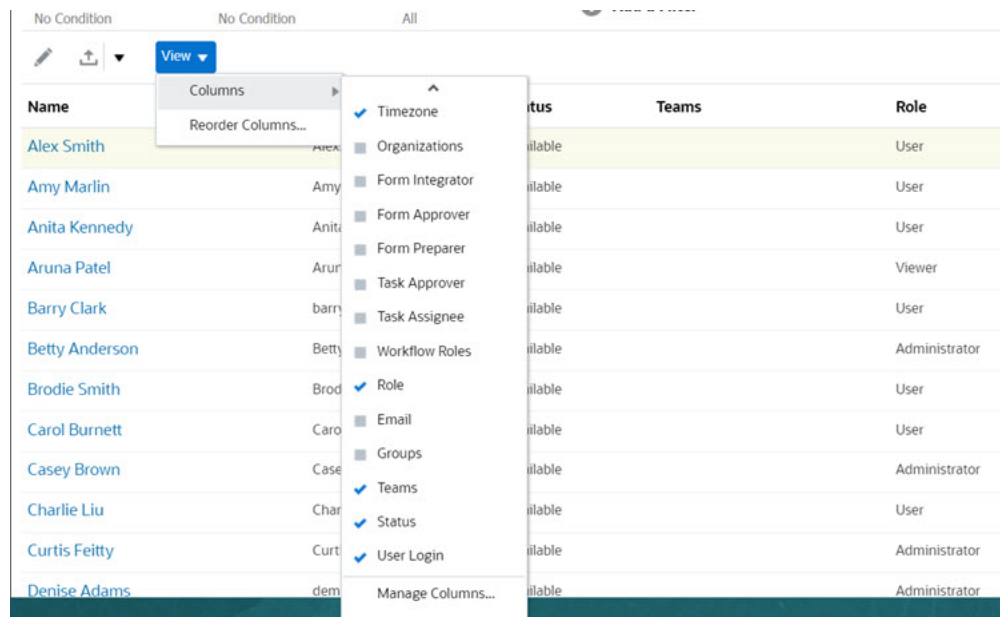 No Condition No Condition All
View
Columns
Reorder Columns...
Timezone
Organizations
Form Integrator
Form Approver
Form Preparer
Task Approver
Task Assignee
Workflow Roles
Role
Email
Groups
Teams
Status
User Login
Manage Columns...
Name Teams Role
Alex Smith User
Amy Marlin Amy User
Anita Kennedy User
Aruna Patel Viewer
Barry Clark User
Betty Anderson Administrator
Brodie Smith User
Carol Burnett User
Casey Brown Administrator
Charlie Liu User
Curtis Feitty Administrator
Denise Adams Administrator